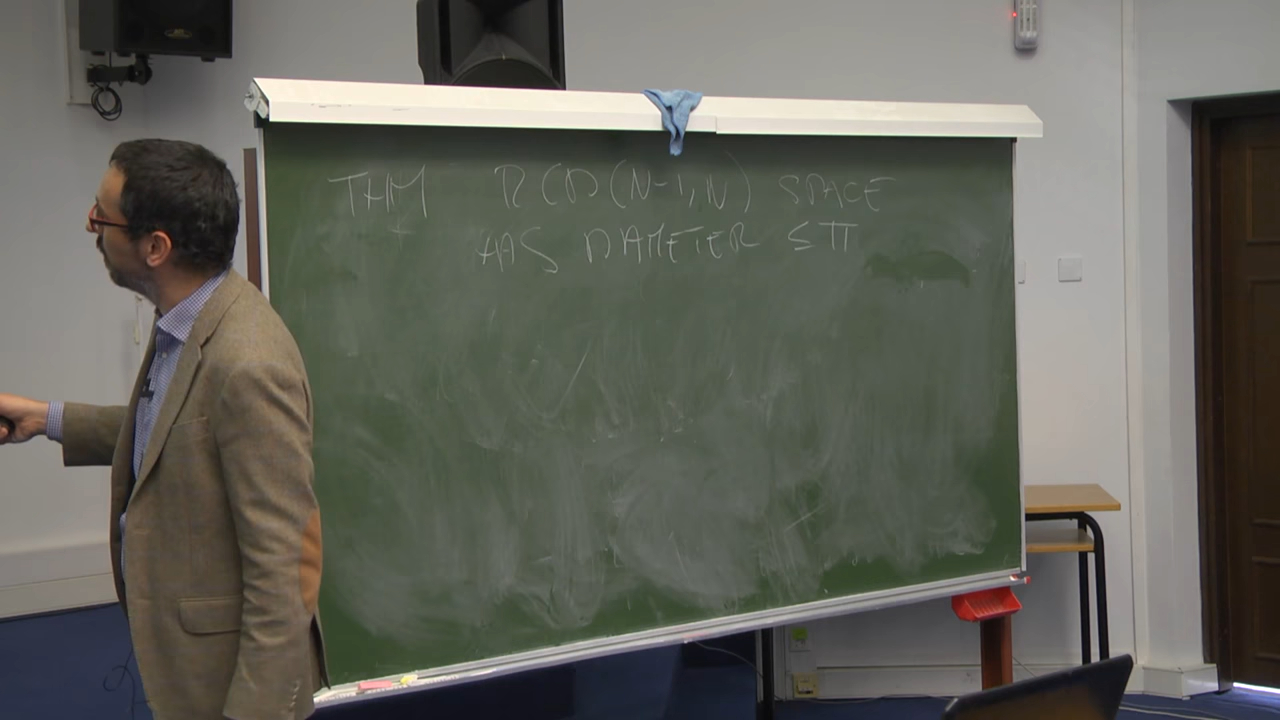 THM RCD(N-1,N) SPACE
HAS DIAMETER ≤π